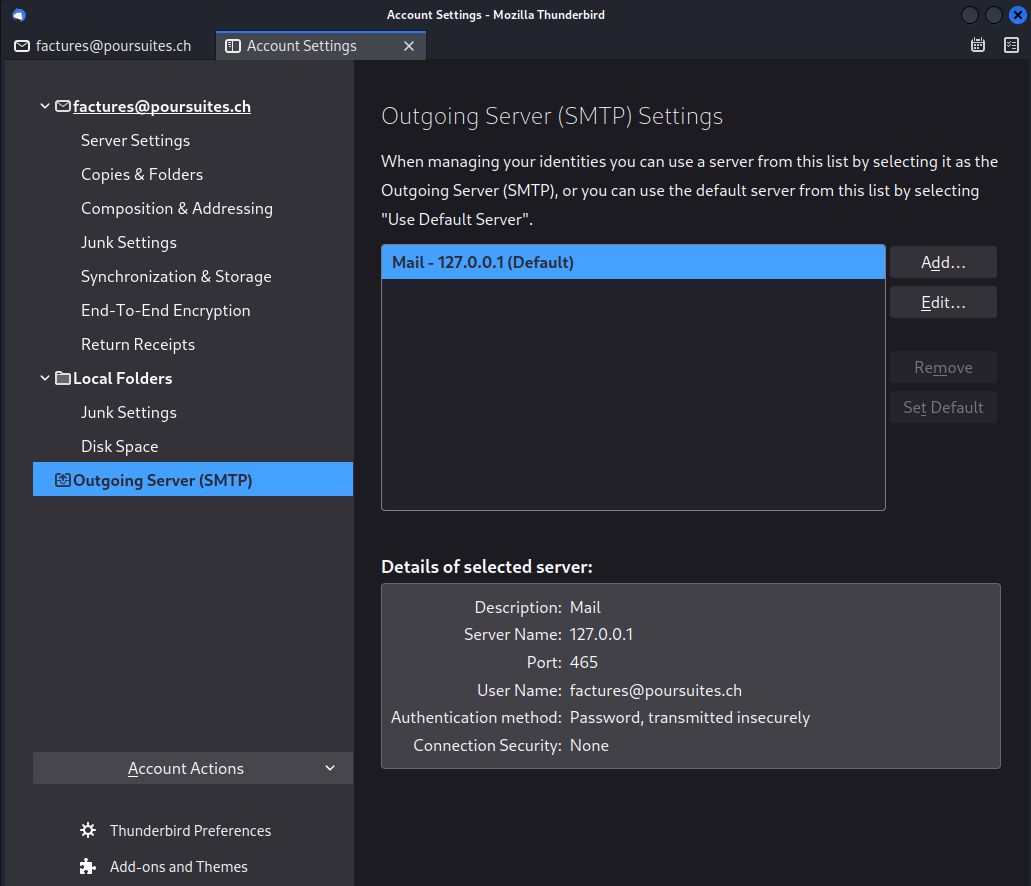 Account Settings - Mozilla Thunderbird
factures@poursuites.ch
Account Settings
factures@poursuites.ch
Server Settings
Copies & Folders
Composition & Addressing
Junk Settings
Synchronization & Storage
End-To-End Encryption
Return Receipts
Local Folders
Junk Settings
Disk Space
Outgoing Server (SMTP)
Account Actions
Thunderbird Preferences
Add-ons and Themes
Outgoing Server (SMTP) Settings
When managing your identities you can use a server from this list by selecting it as the
Outgoing Server (SMTP), or you can use the default server from this list by selecting
"Use Default Server".
Mail - 127.0.0.1 (Default)
Add...
Edit...
Remove
Set Default
Details of selected server:
Description: Mail
Server Name: 127.0.0.1
Port: 465
User Name: factures@poursuites.ch
Authentication method: Password, transmitted insecurely
Connection Security: None